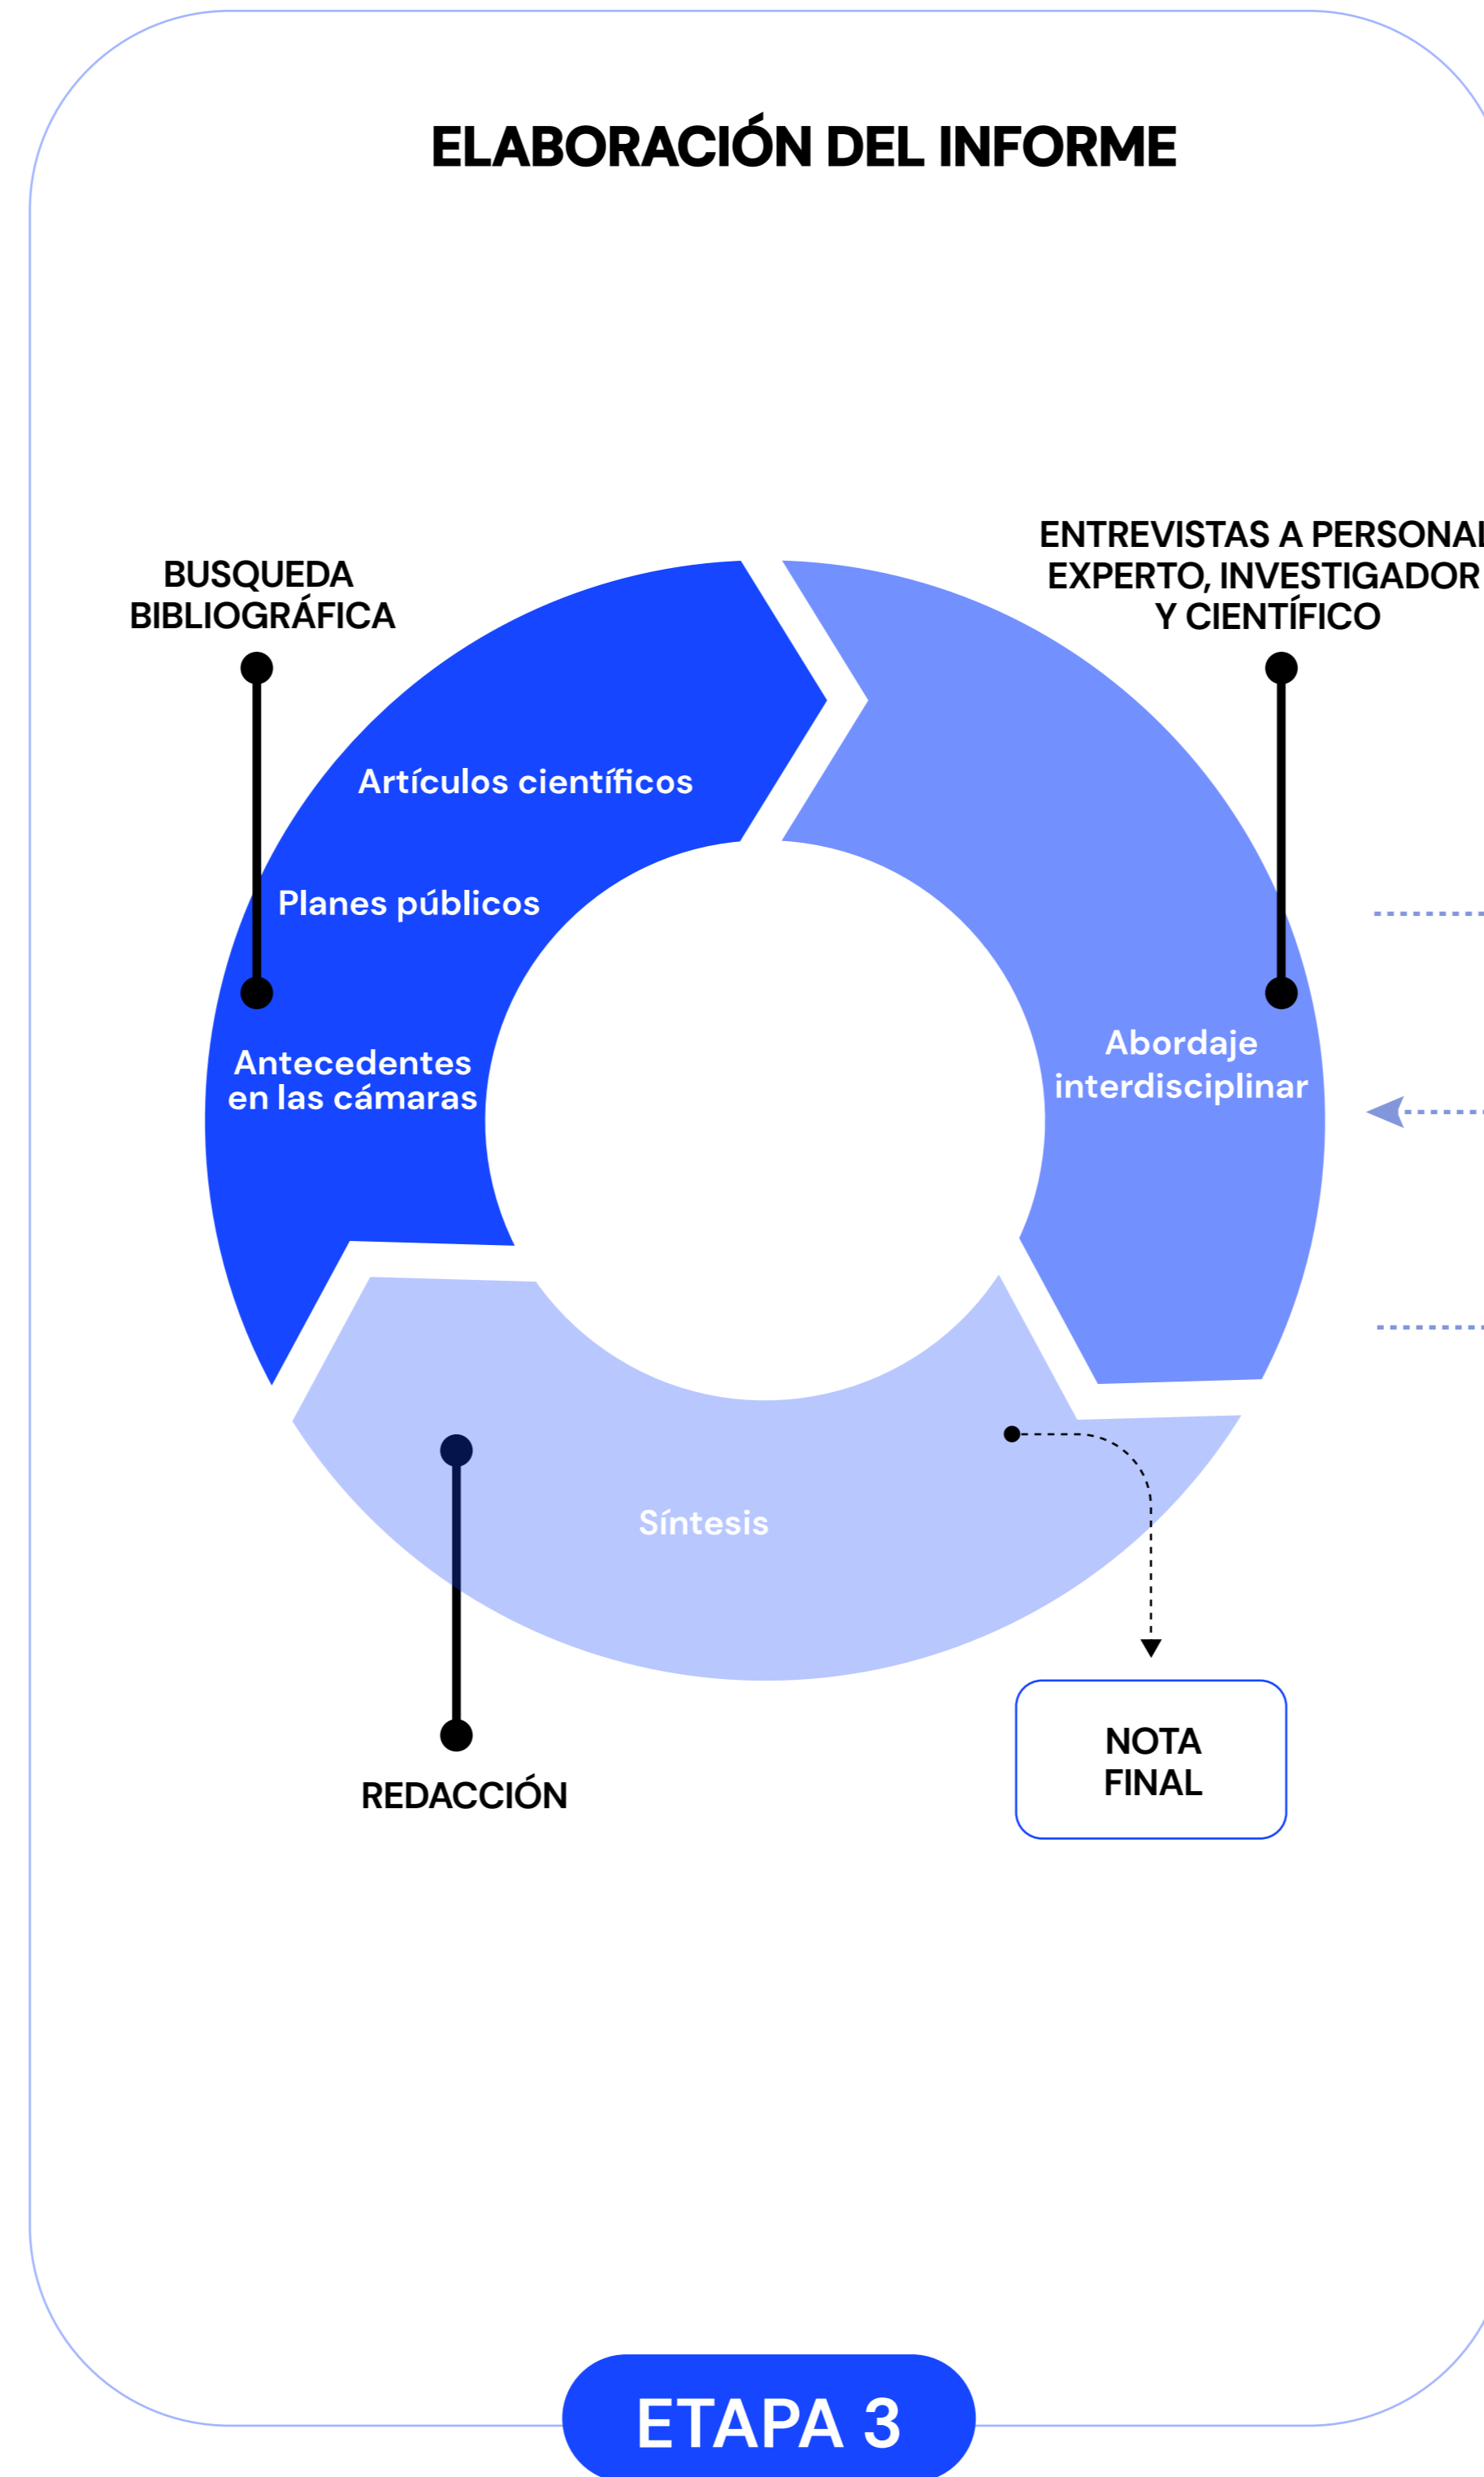 ELABORACIÓN DEL INFORME
BUSQUEDA
BIBLIOGRÁFICA
ENTREVISTAS A PERSONAL
EXPERTO, INVESTIGADOR
Y CIENTÍFICO
Artículos científicos
Planes públicos
Antecedentes
en las cámaras
Abordaje
interdisciplinar
Síntesis
REDACCIÓN
NOTA
FINAL
ETAPA 3